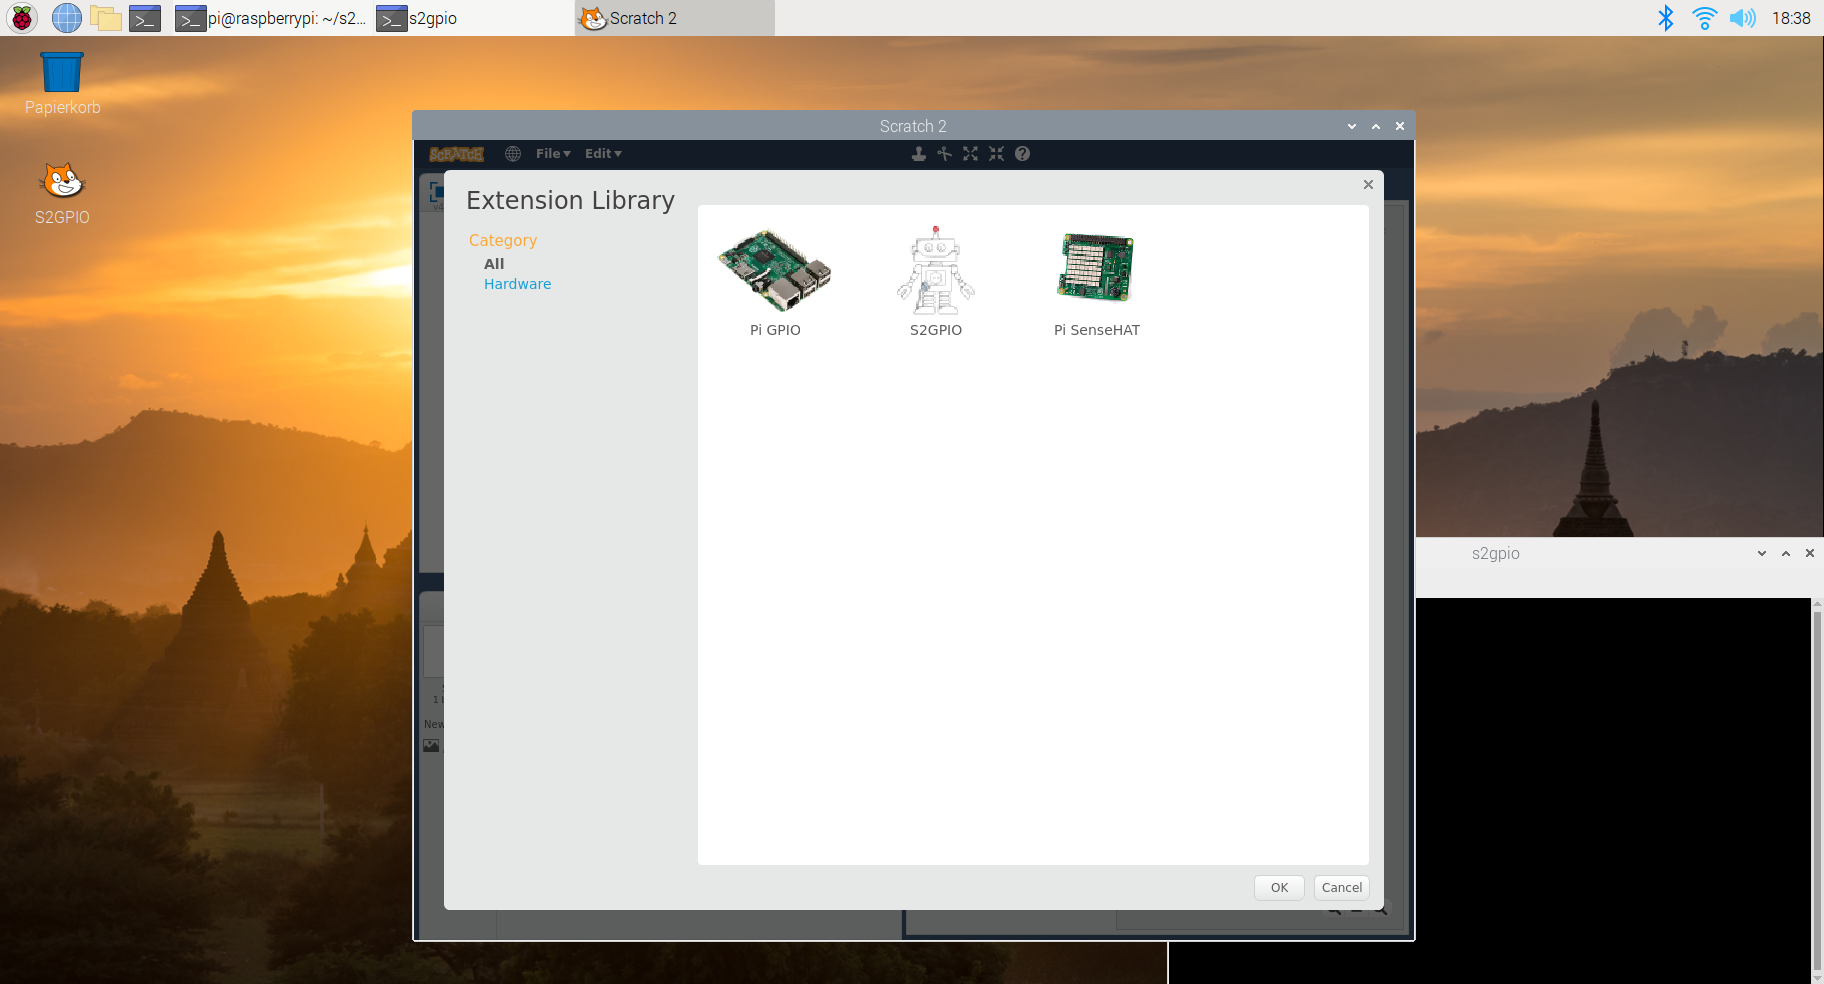 pi@raspberrypi: ~/s2...
s2gpio
Scratch 2
18:38
Papierkorb
S2GPIO
Scratch 2
SCRATCH
File
Edit
Extension Library
Category
All
Hardware
Pi GPIO
S2GPIO
Pi SenseHAT
OK
Cancel
New
s2gpio